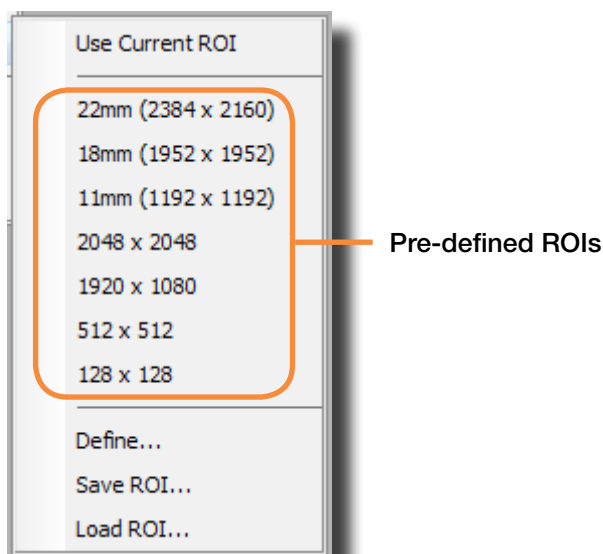 Use Current ROI
22mm (2384 x 2160)
18mm (1952 x 1952)
11mm (1192 x 1192)
2048 x 2048
1920 x 1080
512 x 512
128 x 128
Pre-defined ROIs
Define...
Save ROI...
Load ROI...